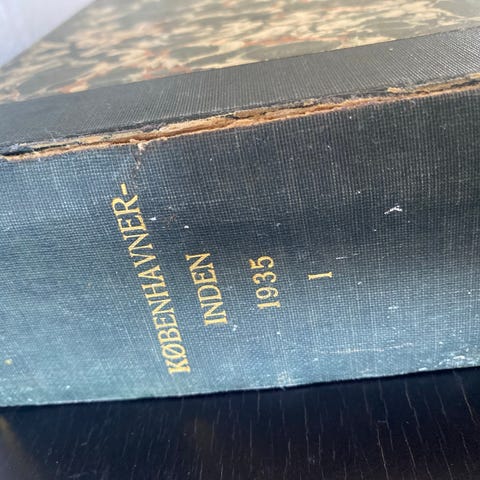 KØBENHAVNER-
INDEN
1935
I